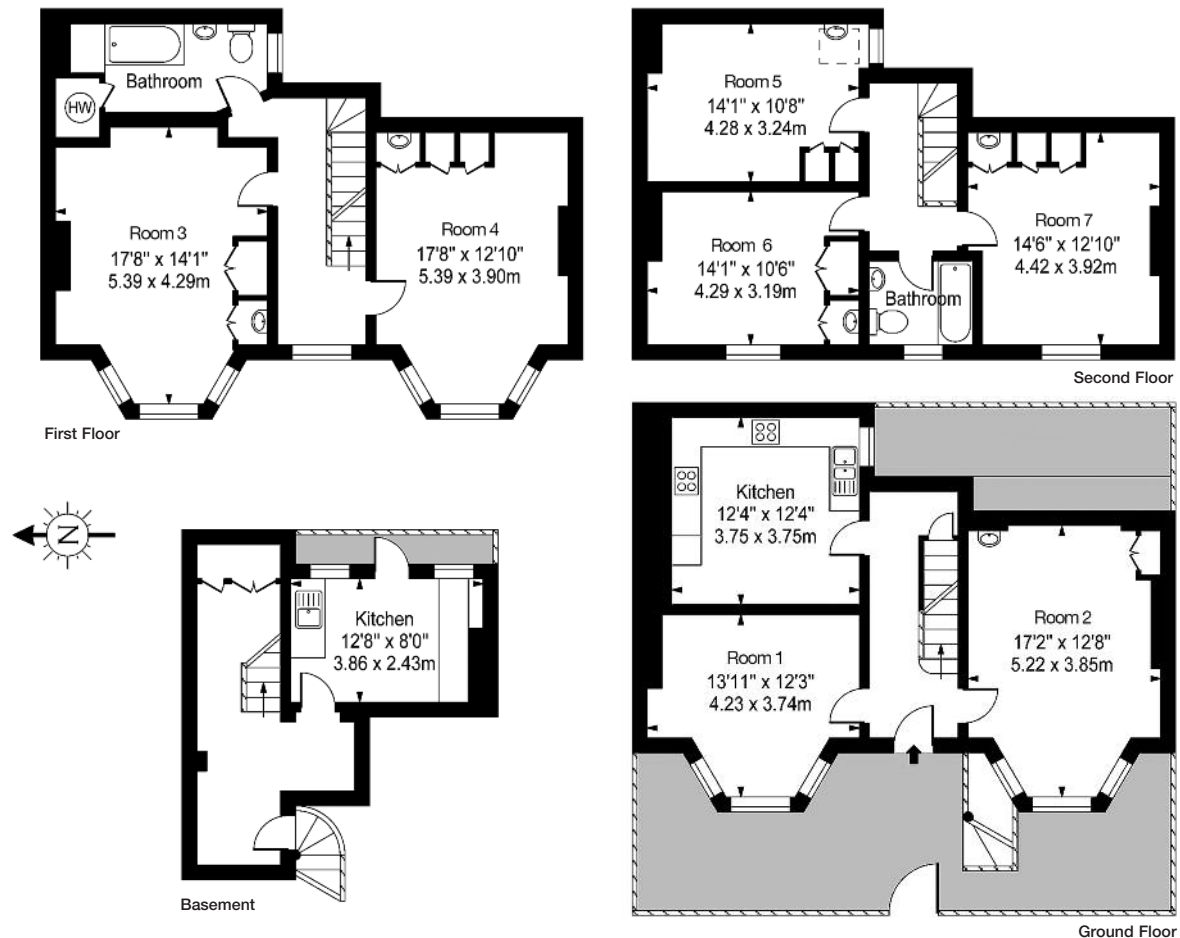 Bathroom
HW
Room 3
17'8" x 14'1"
5.39 x 4.29m
Room 4
17'8" x 12'10"
5.39 x 3.90m
First Floor
Room 5
14'1" x 10'8"
4.28 x 3.24m
Room 6
14'1" x 10'6"
4.29 x 3.19m
Room 7
14'6" x 12'10"
4.42 x 3.92m
Bathroom
Second Floor
N
Kitchen
12'8" x 8'0"
3.86 x 2.43m
Basement
Kitchen
12'4" x 12'4"
3.75 x 3.75m
Room 1
13'11" x 12'3"
4.23 x 3.74m
Room 2
17'2" x 12'8"
5.22 x 3.85m
Ground Floor